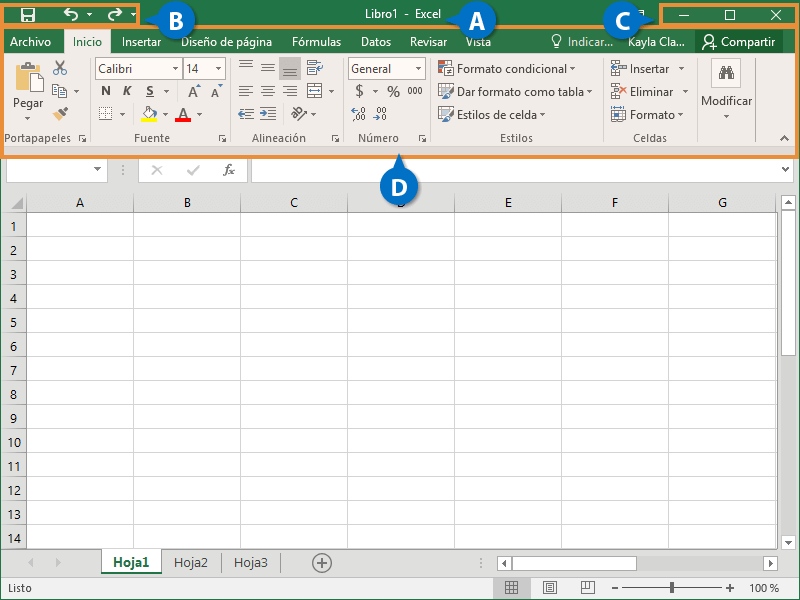 B Libro1 - Excel A C
Archivo Inicio Insertar Diseño de página Fórmulas Datos Revisar Vista Indicar... Kayla Cla... Compartir
Calibri 14 General Formato condicional Insertar
Pegar N K S A A $ % 000 Dar formato como tabla Eliminar Modificar
A Estilos de celda Formato
Portapapeles Fuente Alineación Número Estilos Celdas
fx D
A B C E F G
1
2
3
4
5
6
7
8
9
10
11
12
13
14
Hoja1 Hoja2 Hoja3
Listo 100 %